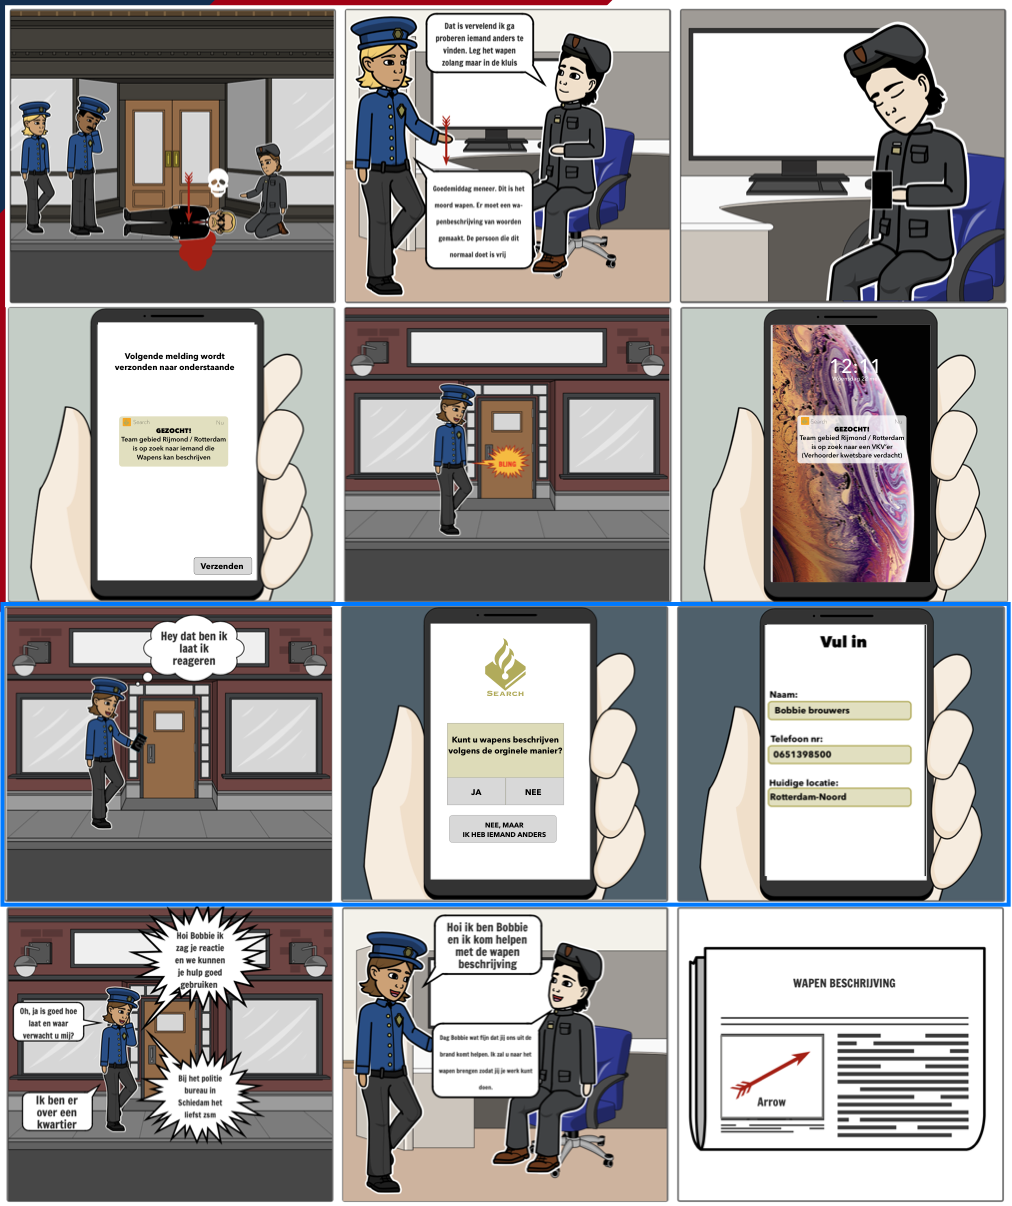 Dat is vervelend ik ga
proberen iemand anders te
vinden. Leg het wapen
zolang maar in de kluis
Goedemiddag meneer. Dit is het
moord wapen. Er moet een wa-
penbeschrijving van woorden
gemaakt. De persoon die dit
normaal doet is vrij
Volgende melding wordt
verzonden naar onderstaande
Search Nu
GEZOCHT!
Team gebied Rijmond / Rotterdam
is op zoek naar iemand die
Wapens kan beschrijven
Verzenden
BLING
12:11
Search Nu
GEZOCHT!
Team gebied Rijmond / Rotterdam
is op zoek naar een VKV'er
(Verhoorder kwetsbare verdacht)
Hey dat ben ik
laat ik
reageren
SEARCH
Kunt u wapens beschrijven
volgens de orginele manier?
JA NEE
NEE, MAAR
IK HEB IEMAND ANDERS
Vul in
Naam:
Bobbie brouwers
Telefoon nr:
0651398500
Huidige locatie:
Rotterdam-Noord
Hoi Bobbie ik
zag je reactie
en we kunnen
je hulp goed
gebruiken
Oh, ja is goed hoe
laat en waar
verwacht u mij?
Bij het politie
bureau in
Schiedam het
liefst zsm
Ik ben er
over een
kwartier
Hoi ik ben Bobbie
en ik kom helpen
met de wapen
beschrijving
Dag Bobbie wat fijn dat jij ons uit de
brand komt helpen. Ik zal u naar het
wapen brengen zodat jij je werk kunt
doen.
WAPEN BESCHRIJVING
Arrow